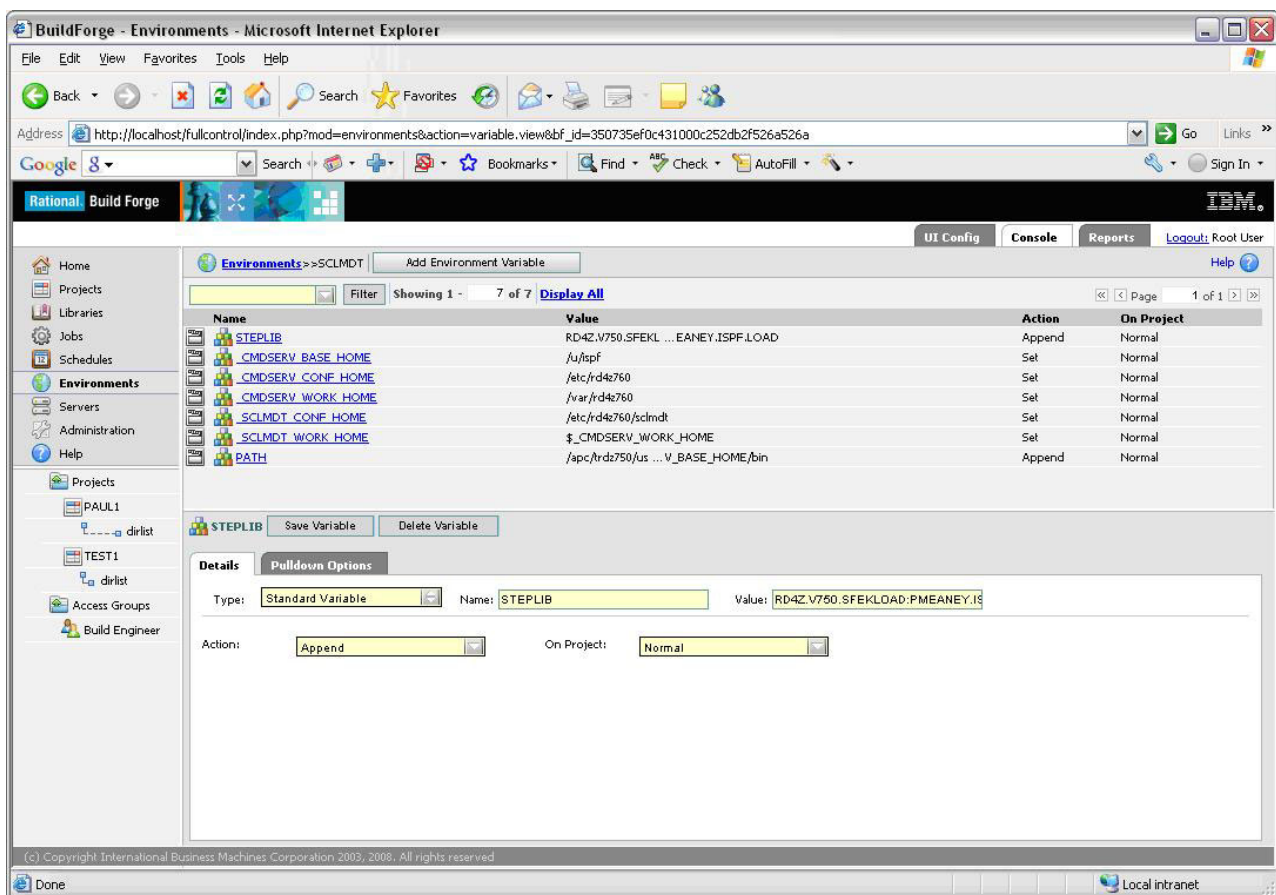 BuildForge - Environments - Microsoft Internet Explorer
File Edit View Favorites Tools Help
Back Search Favorites
Address http://localhost/fullcontrol/index.php?mod=environments&action=variable.view&bf_id=350735ef0c431000c252db2f526a526a Go Links »
Google Search Bookmarks Find ABC Check AutoFill Sign In
Rational. Build Forge IBM.
UI Config Console Reports Logout: Root User
Home
Projects
Libraries
Jobs
Schedules
Environments
Servers
Administration
Help
Projects
PAUL1
dirlist
TEST1
dirlist
Access Groups
Build Engineer
Environments>>SCLMDT Add Environment Variable Help
Filter Showing 1 - 7 of 7 Display All Page 1 of 1
Name Value Action On Project
STEPLIB RD4Z.V750.SFEKL ... EANEY.ISPF.LOAD Append Normal
_CMDSERV_BASE_HOME /u/ispf Set Normal
_CMDSERV_CONF_HOME /etc/rd4z760 Set Normal
_CMDSERV_WORK_HOME /var/rd4z760 Set Normal
_SCLMDT_CONF_HOME /etc/rd4z760/sclmdt Set Normal
_SCLMDT_WORK_HOME $_CMDSERV_WORK_HOME Set Normal
PATH /apc/trdz750/us ... V_BASE_HOME/bin Append Normal
STEPLIB Save Variable Delete Variable
Details Pulldown Options
Type: Standard Variable Name: STEPLIB Value: RD4Z.V750.SFEKLOAD:PMEANEY.IS
Action: Append On Project: Normal
(c) Copyright International Business Machines Corporation 2003, 2008. All rights reserved
Done Local intranet